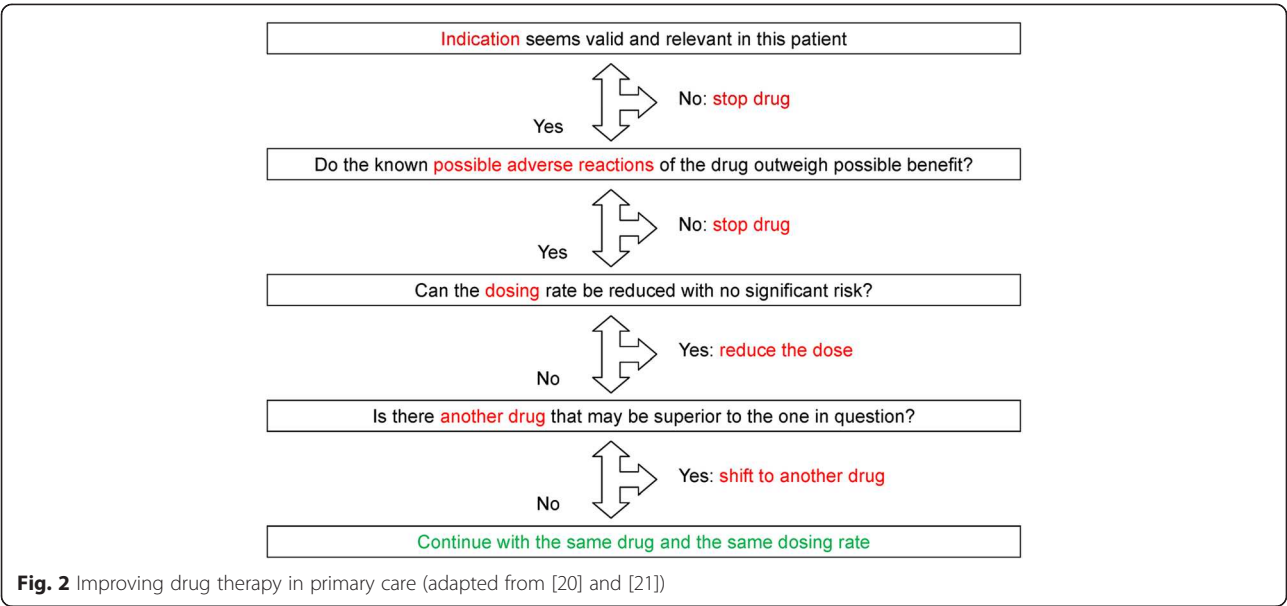 Indication seems valid and relevant in this patient
No: stop drug
Yes
Do the known possible adverse reactions of the drug outweigh possible benefit?
No: stop drug
Yes
Can the dosing rate be reduced with no significant risk?
Yes: reduce the dose
No
Is there another drug that may be superior to the one in question?
Yes: shift to another drug
No
Continue with the same drug and the same dosing rate
Fig. 2 Improving drug therapy in primary care (adapted from [20] and [21])